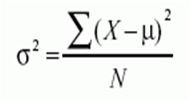 σ² = ∑(X − μ)² / N